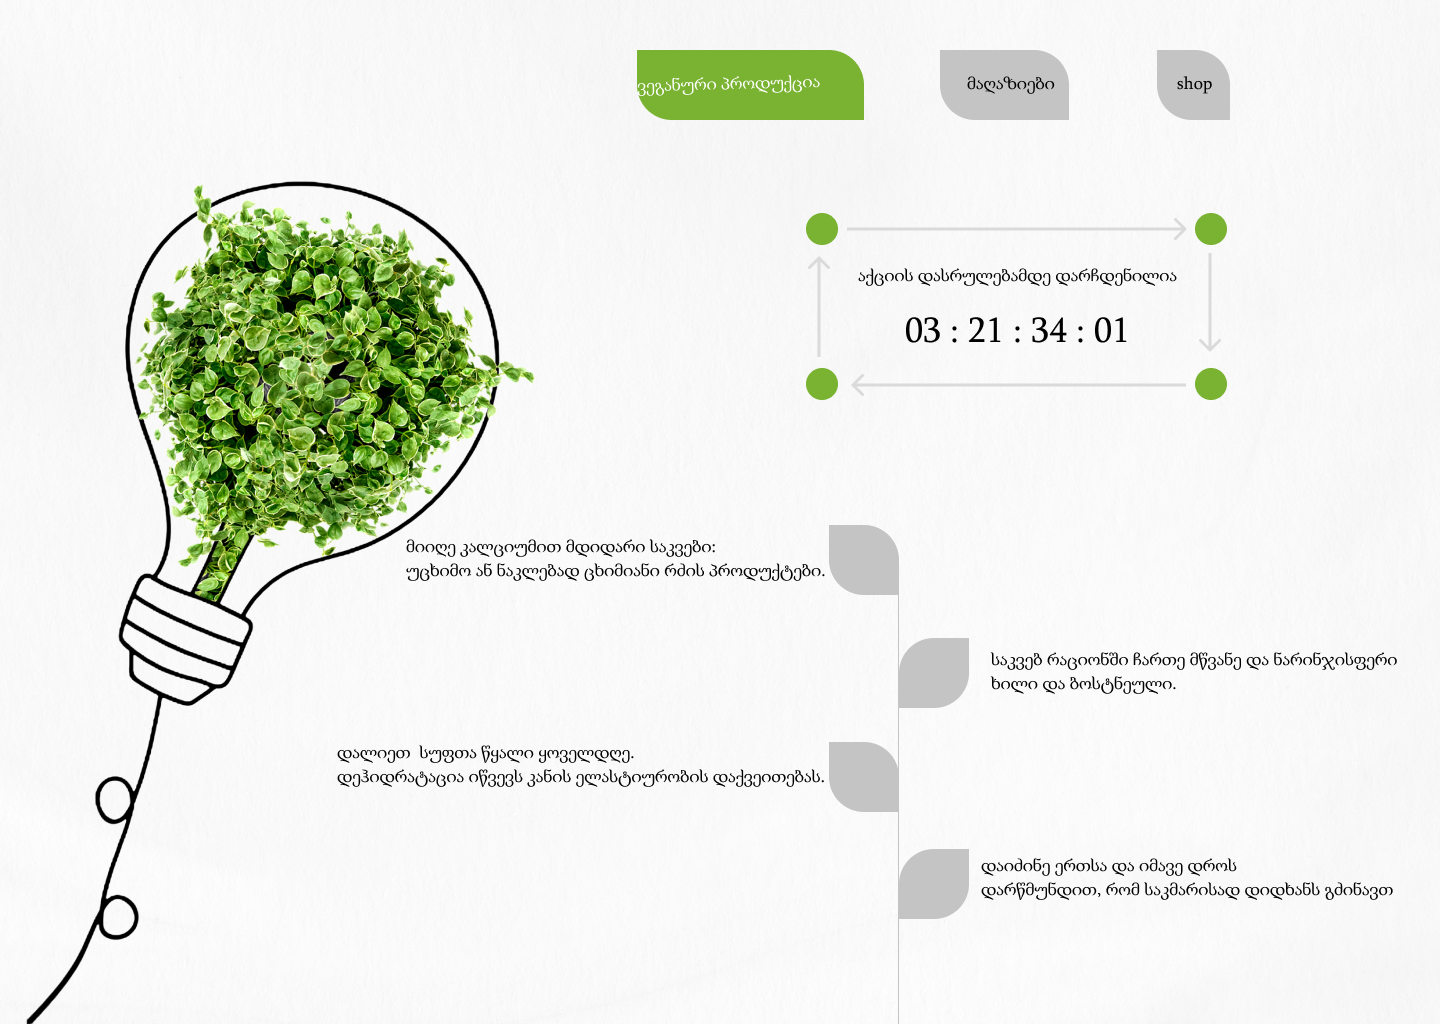 ვეგანური პროდუქცია
მაღაზიები
shop
აქციის დასრულებამდე დარჩდენილია
03 : 21 : 34 : 01
მიიღე კალციუმით მდიდარი საკვები:
უცხიმო ან ნაკლებად ცხიმიანი რძის პროდუქტები.
საკვებ რაციონში ჩართე მწვანე და ნარინჯისფერი
ხილი და ბოსტნეული.
დალიეთ სუფთა წყალი ყოველდღე.
დეჰიდრატაცია იწვევს კანის ელასტიურობის დაქვეითებას.
დაიძინე ერთსა და იმავე დროს
დარწმუნდით, რომ საკმარისად დიდხანს გძინავთ